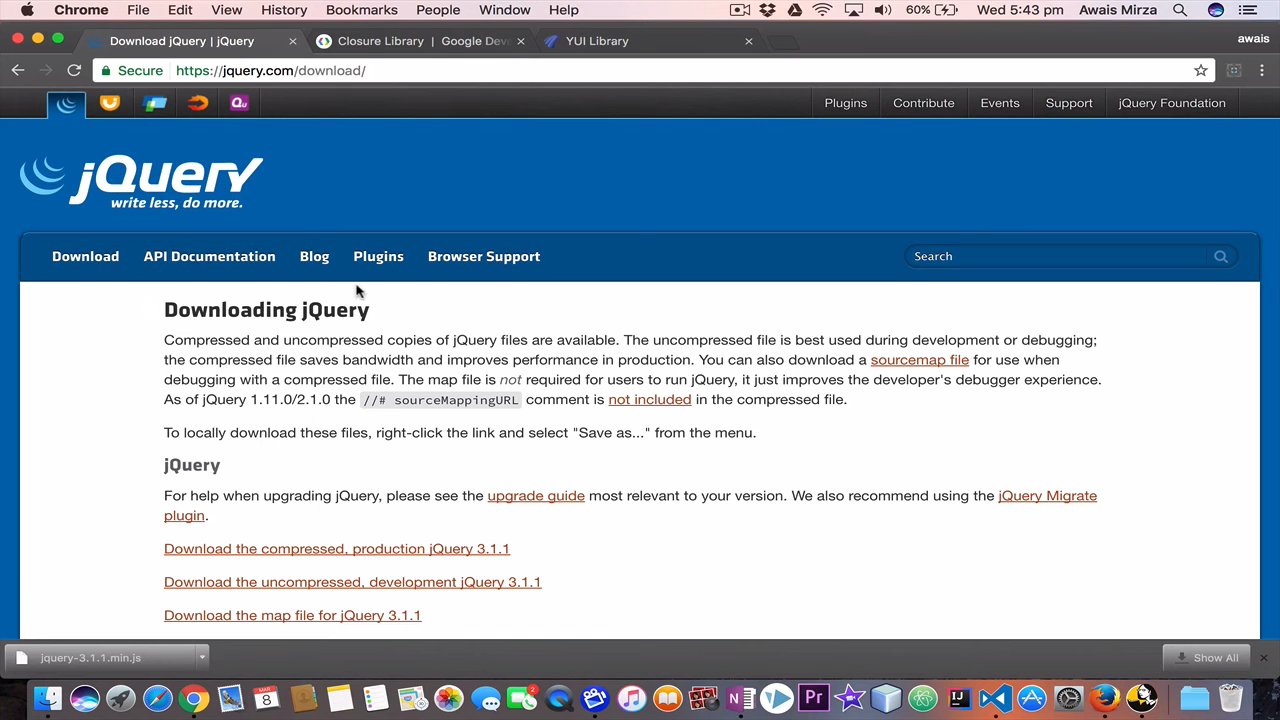 Chrome File Edit View History Bookmarks People Window Help 60% Wed 5:43 pm Awais Mirza
Download jQuery | jQuery Closure Library | Google Dev YUI Library awais
Secure https://jquery.com/download/
Qu Plugins Contribute Events Support jQuery Foundation
jQuery
write less, do more.
Download API Documentation Blog Plugins Browser Support Search
Downloading jQuery
Compressed and uncompressed copies of jQuery files are available. The uncompressed file is best used during development or debugging;
the compressed file saves bandwidth and improves performance in production. You can also download a sourcemap file for use when
debugging with a compressed file. The map file is not required for users to run jQuery, it just improves the developer's debugger experience.
As of jQuery 1.11.0/2.1.0 the //# sourceMappingURL comment is not included in the compressed file.
To locally download these files, right-click the link and select "Save as..." from the menu.
jQuery
For help when upgrading jQuery, please see the upgrade guide most relevant to your version. We also recommend using the jQuery Migrate
plugin.
Download the compressed, production jQuery 3.1.1
Download the uncompressed, development jQuery 3.1.1
Download the map file for jQuery 3.1.1
jquery-3.1.1.min.js Show All
MAR 8 2 N Pr IJ